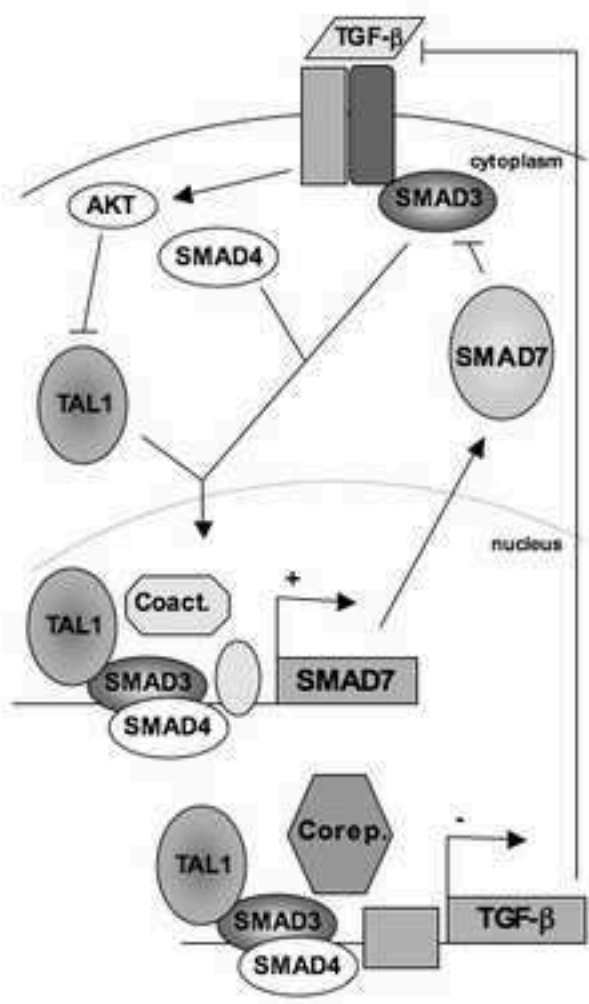 TGF-β
cytoplasm
SMAD3
AKT
SMAD4
SMAD7
TAL1
nucleus
+
Coact.
TAL1
SMAD3
SMAD7
SMAD4
Corep.
-
TAL1
SMAD3
TGF-β
SMAD4